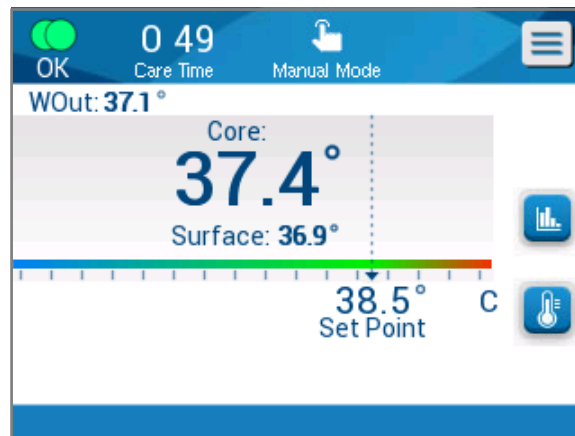 0 49
OK Care Time Manual Mode
WOut: 37.1°
Core:
37.4°
Surface: 36.9°
38.5° C
Set Point